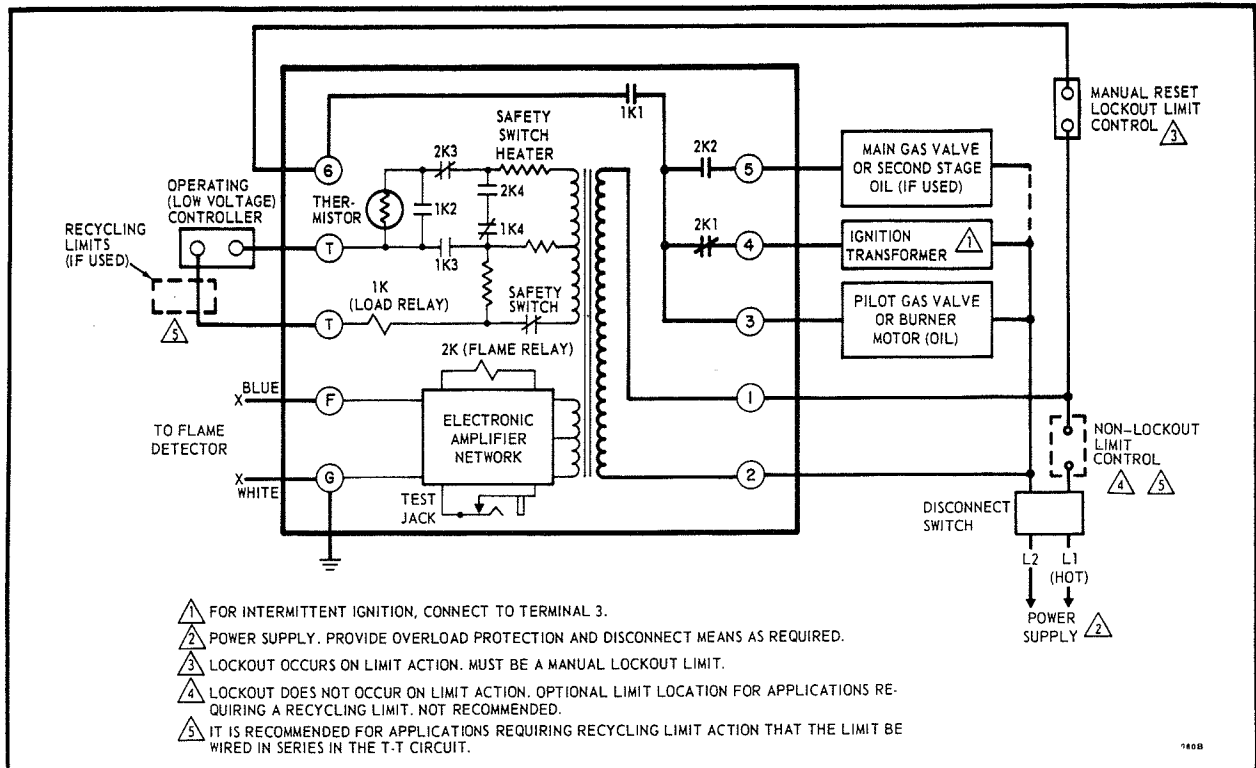 1K1
MANUAL RESET
LOCKOUT LIMIT
CONTROL 3
SAFETY
SWITCH
HEATER
2K3
2K2
6
5
MAIN GAS VALVE
OR SECOND STAGE
OIL (IF USED)
OPERATING
(LOW VOLTAGE)
CONTROLLER
THER-
MISTOR
1K2
2K4
1K4
2K1
RECYCLING
LIMITS
(IF USED)
T
1K3
4
IGNITION
TRANSFORMER 1
5
T
1K
(LOAD RELAY)
SAFETY
SWITCH
3
PILOT GAS VALVE
OR BURNER
MOTOR (OIL)
2K (FLAME RELAY)
BLUE
X
F
1
TO FLAME
DETECTOR
ELECTRONIC
AMPLIFIER
NETWORK
NON-LOCKOUT
LIMIT
CONTROL
4 5
X
WHITE
G
2
TEST
JACK
DISCONNECT
SWITCH
L2 L1
(HOT)
POWER
SUPPLY 2
1 FOR INTERMITTENT IGNITION, CONNECT TO TERMINAL 3.
2 POWER SUPPLY. PROVIDE OVERLOAD PROTECTION AND DISCONNECT MEANS AS REQUIRED.
3 LOCKOUT OCCURS ON LIMIT ACTION. MUST BE A MANUAL LOCKOUT LIMIT.
4 LOCKOUT DOES NOT OCCUR ON LIMIT ACTION. OPTIONAL LIMIT LOCATION FOR APPLICATIONS RE-
QUIRING A RECYCLING LIMIT. NOT RECOMMENDED.
5 IT IS RECOMMENDED FOR APPLICATIONS REQUIRING RECYCLING LIMIT ACTION THAT THE LIMIT BE
WIRED IN SERIES IN THE T-T CIRCUIT.